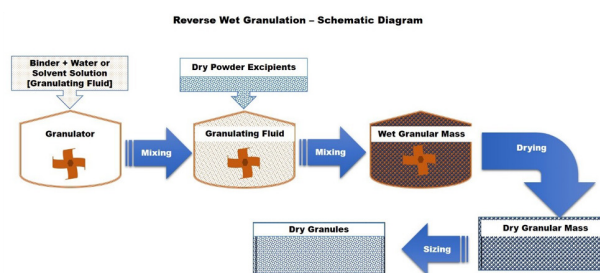 Reverse Wet Granulation – Schematic Diagram
Binder + Water or
Solvent Solution
[Granulating Fluid]
Dry Powder Excipients
Granulator
Mixing
Granulating Fluid
Mixing
Wet Granular Mass
Drying
Dry Granules
Sizing
Dry Granular Mass